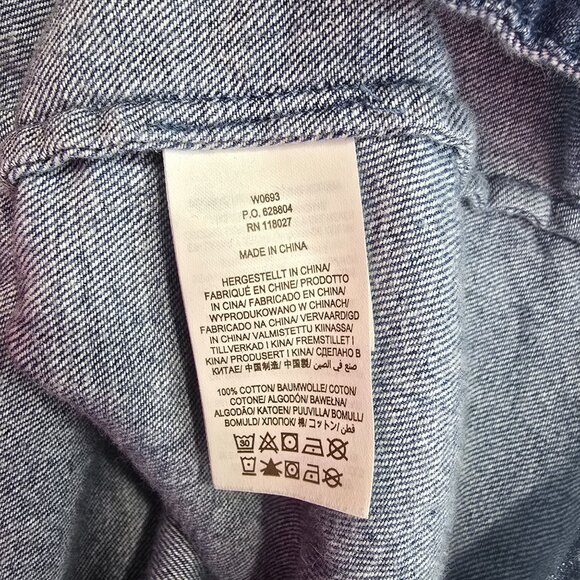 W0693
P.O. 628804
RN 118027
MADE IN CHINA
HERGESTELLT IN CHINA/
FABRIQUÉ EN CHINE/ PRODOTTO
IN CINA/ FABRICADO EN CHINA/
WYPRODUKOWANO W CHINACH/
FABRICADO NA CHINA/ VERVAARDIGD
IN CHINA/ VALMISTETTU KIINASSA/
TILLVERKAD I KINA/ FREMSTILLET I
KINA/ PRODUSERT I KINA/ СДЕЛАНО В
КИТАЕ/ 中国制造/ 中国製/ صنع في الصين
100% COTTON/ BAUMWOLLE/ COTON/
COTONE/ ALGODÓN/ BAWEŁNA/
ALGODÃO/ KATOEN/ PUUVILLA/ BOMULL/
BOMULD/ ХЛОПОК/ 棉/ コットン/ قطن
30